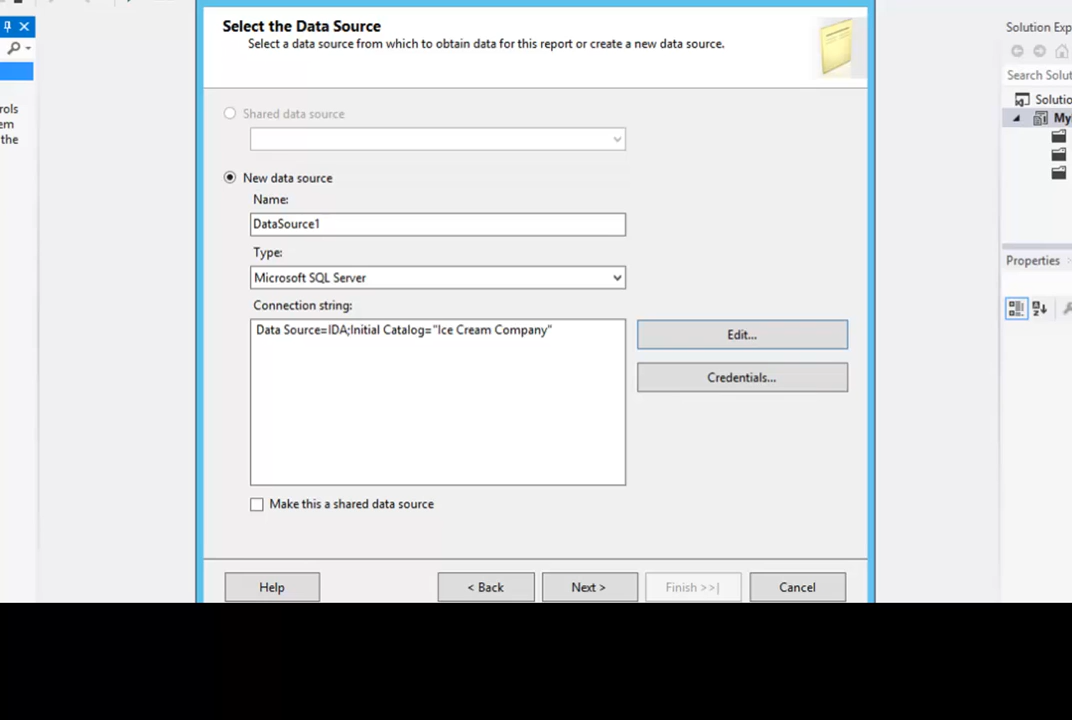 Select the Data Source
Select a data source from which to obtain data for this report or create a new data source.
Shared data source
New data source
Name:
DataSource1
Type:
Microsoft SQL Server
Connection string:
Data Source=IDA;Initial Catalog="Ice Cream Company"
Edit...
Credentials...
Make this a shared data source
Help
< Back
Next >
Finish >>|
Cancel
rols
em
the
Solution Exp
Search Solut
Solutio
My
Properties